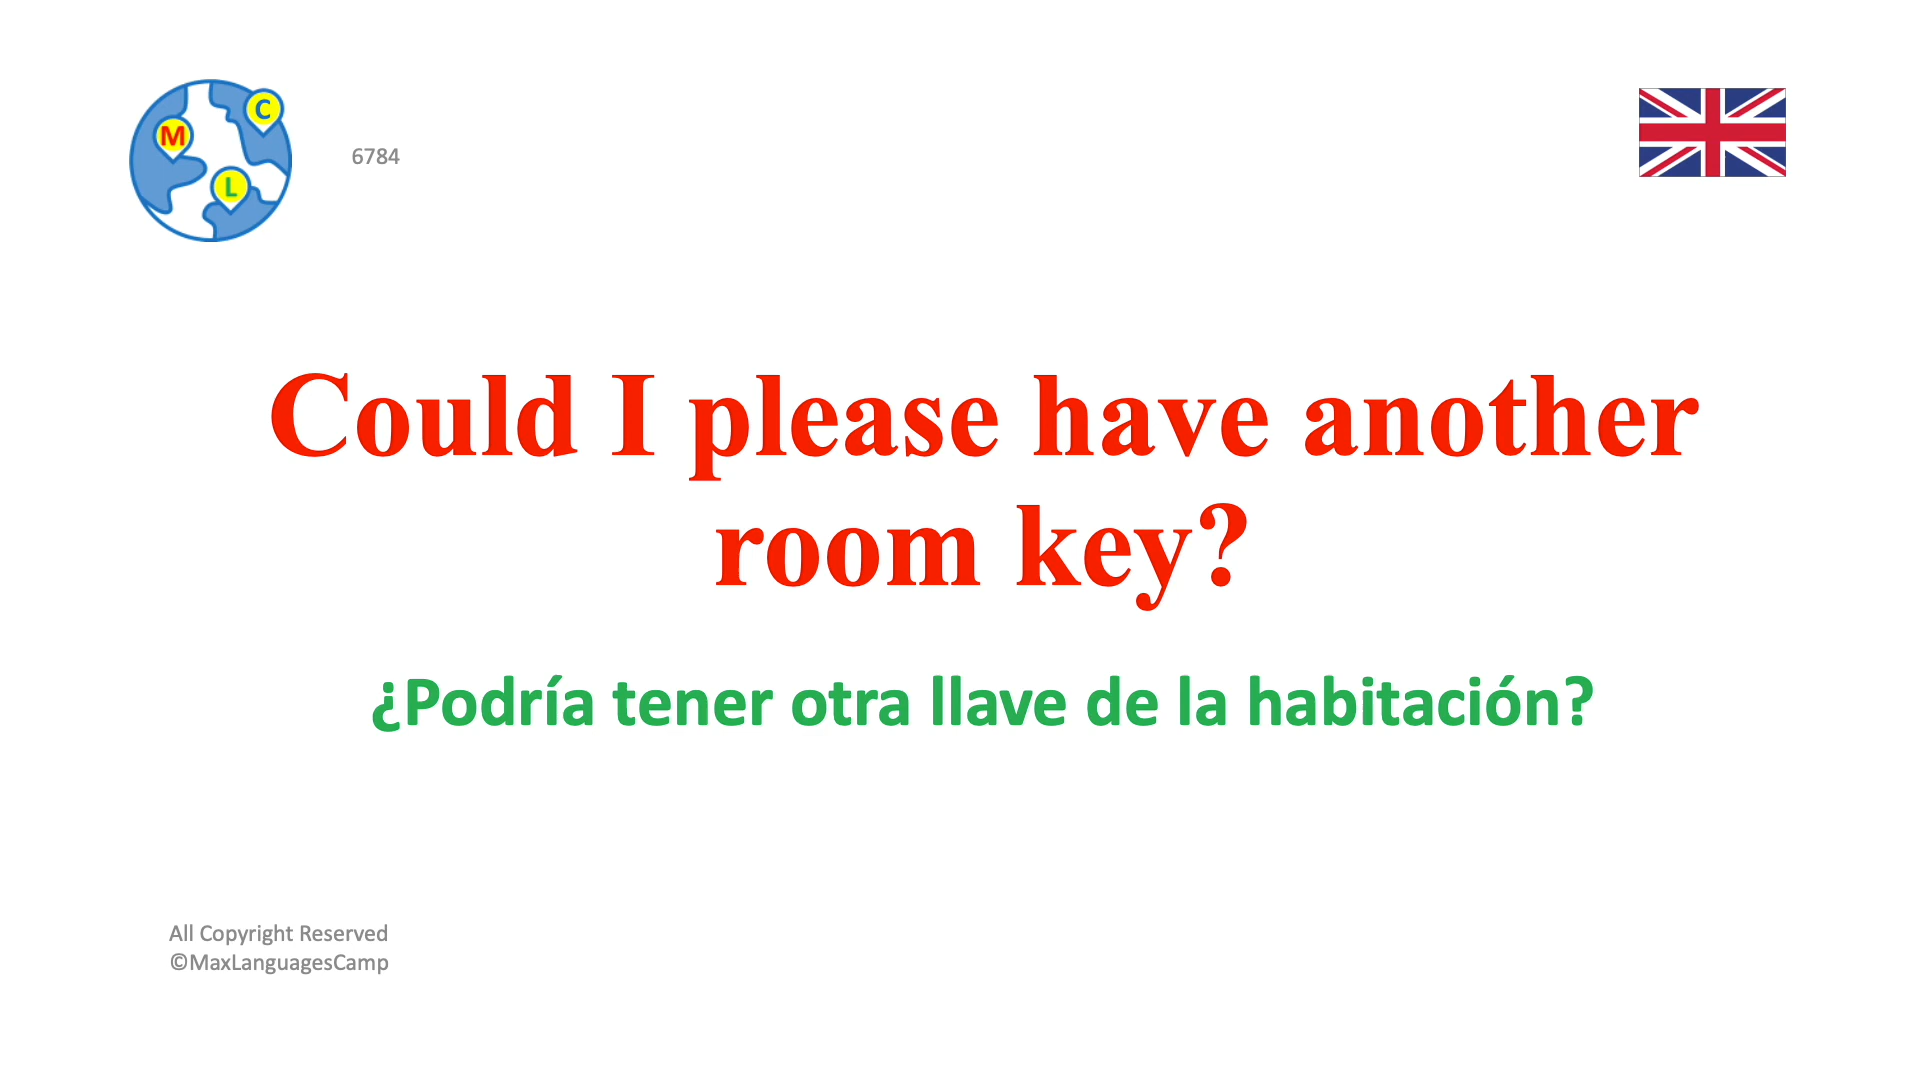 M
C
L
6784
Could I please have another
room key?
¿Podría tener otra llave de la habitación?
All Copyright Reserved
©MaxLanguagesCamp